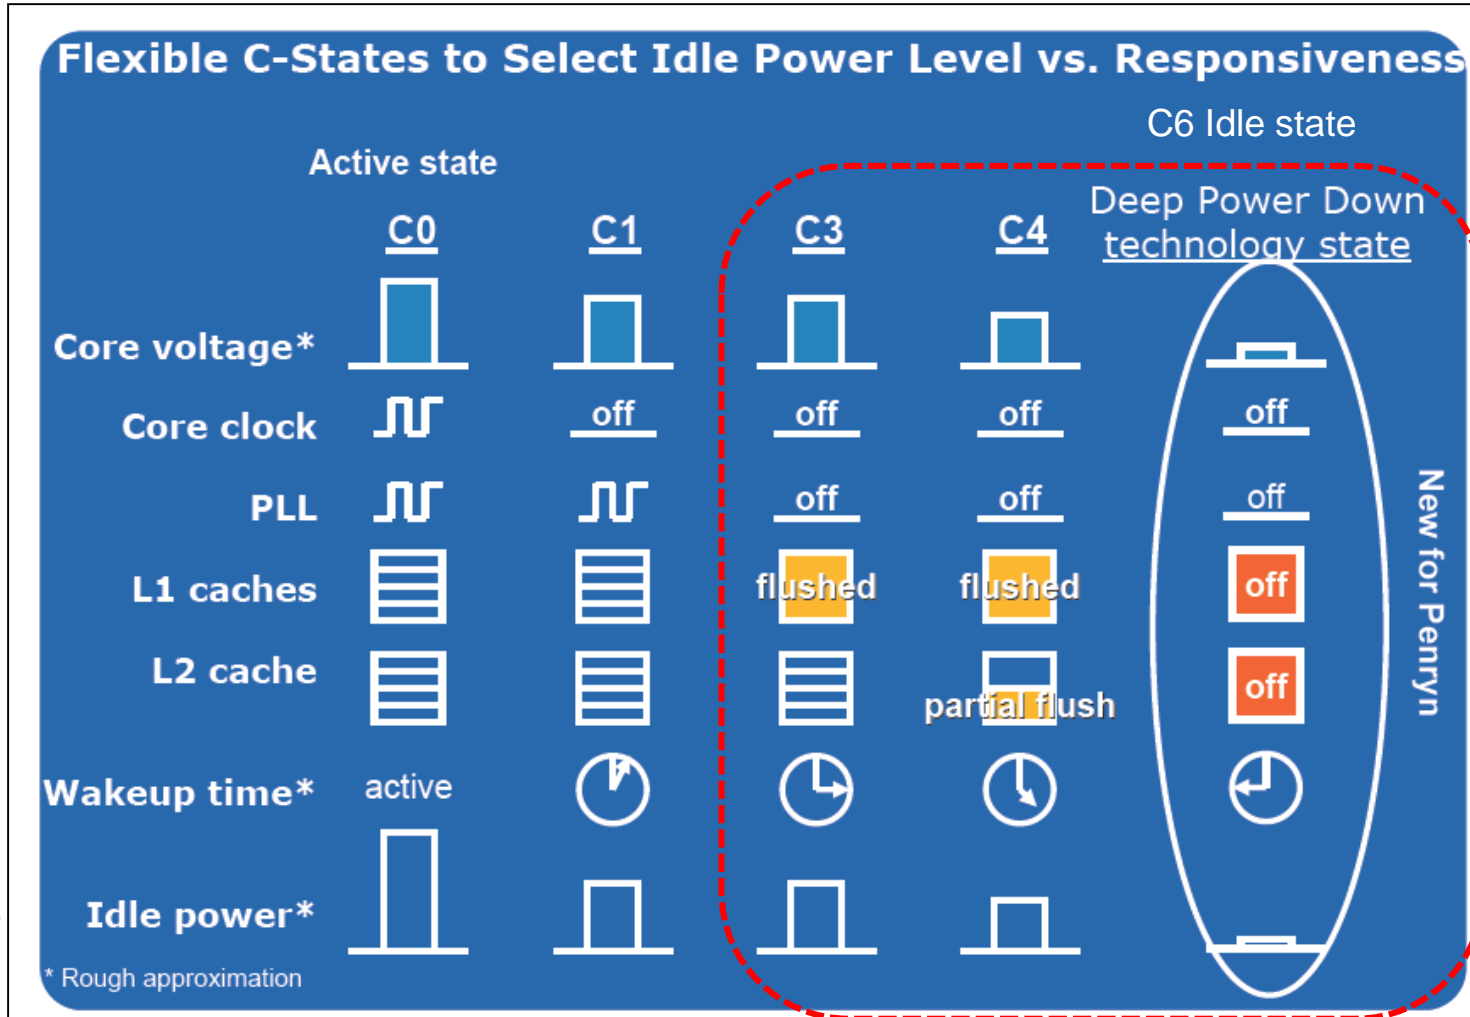 Flexible C-States to Select Idle Power Level vs. Responsiveness
C6 Idle state
Active state
Deep Power Down
technology state
C0 C1 C3 C4
Core voltage*
Core clock off off off off
PLL off off off
L1 caches flushed flushed off
L2 cache partial flush off
Wakeup time* active
Idle power*
* Rough approximation
New for Penryn